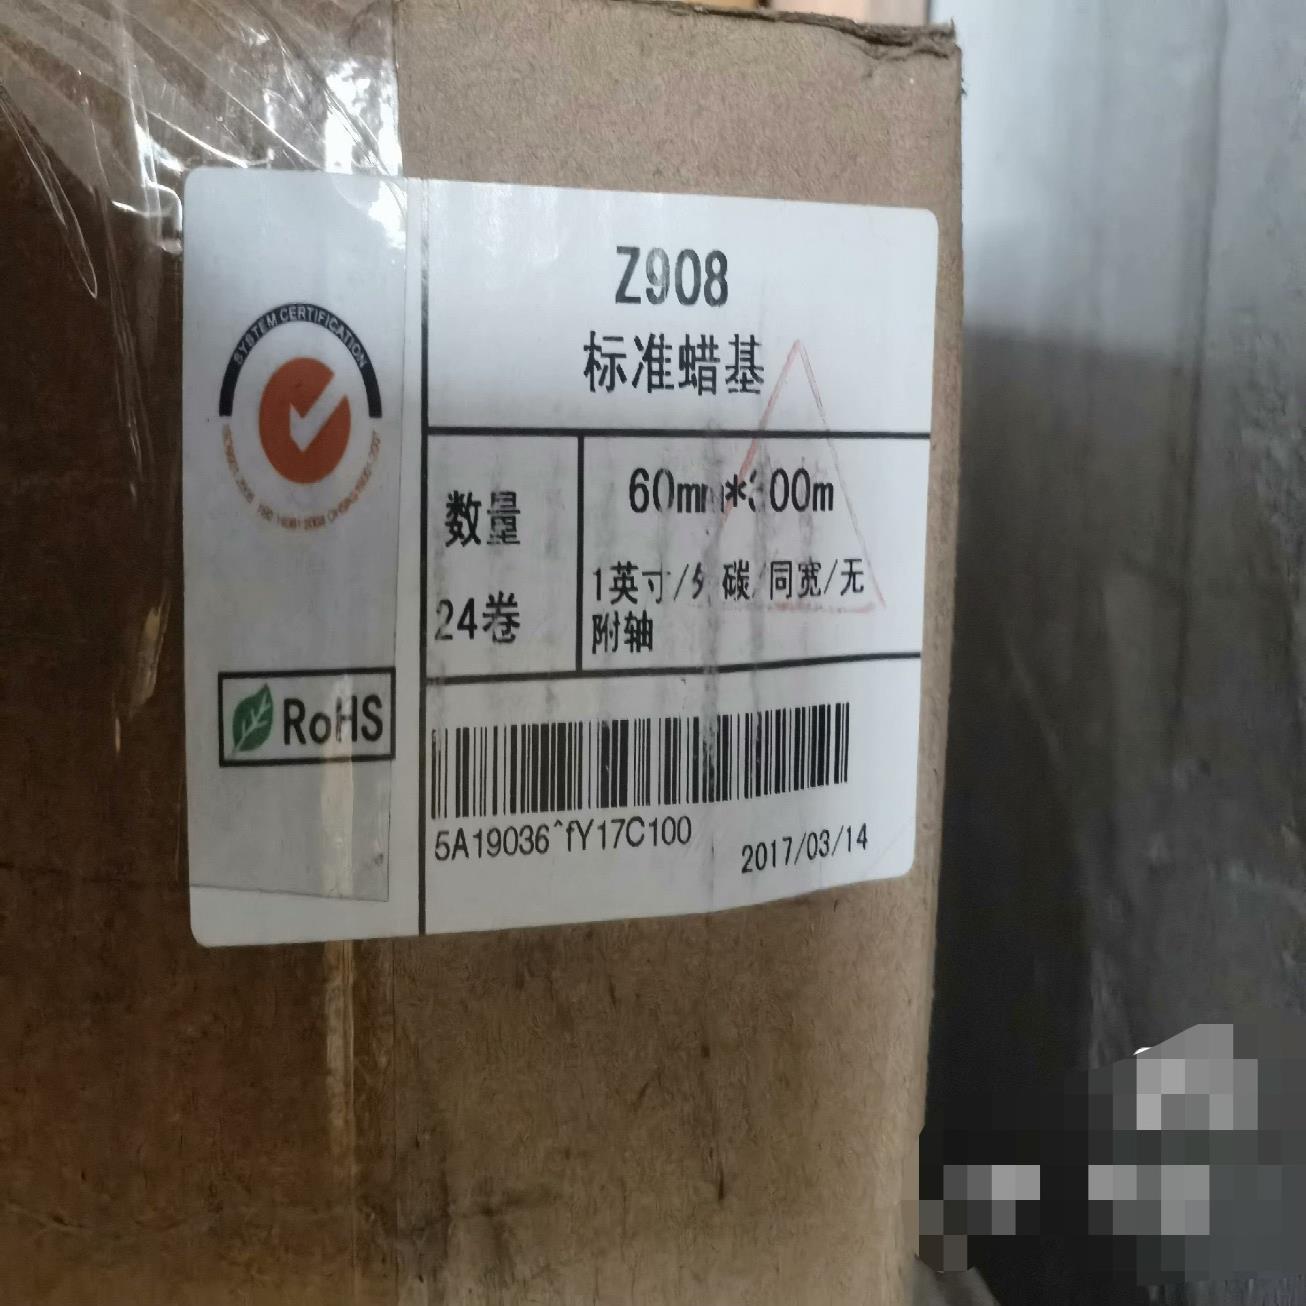 SYSTEM CERTIFICATION
Z908
标准蜡基
数量
24卷
60mm*300m
1英寸/外碳/同宽/无
附轴
RoHS
5A19036^fY17C100
2017/03/14